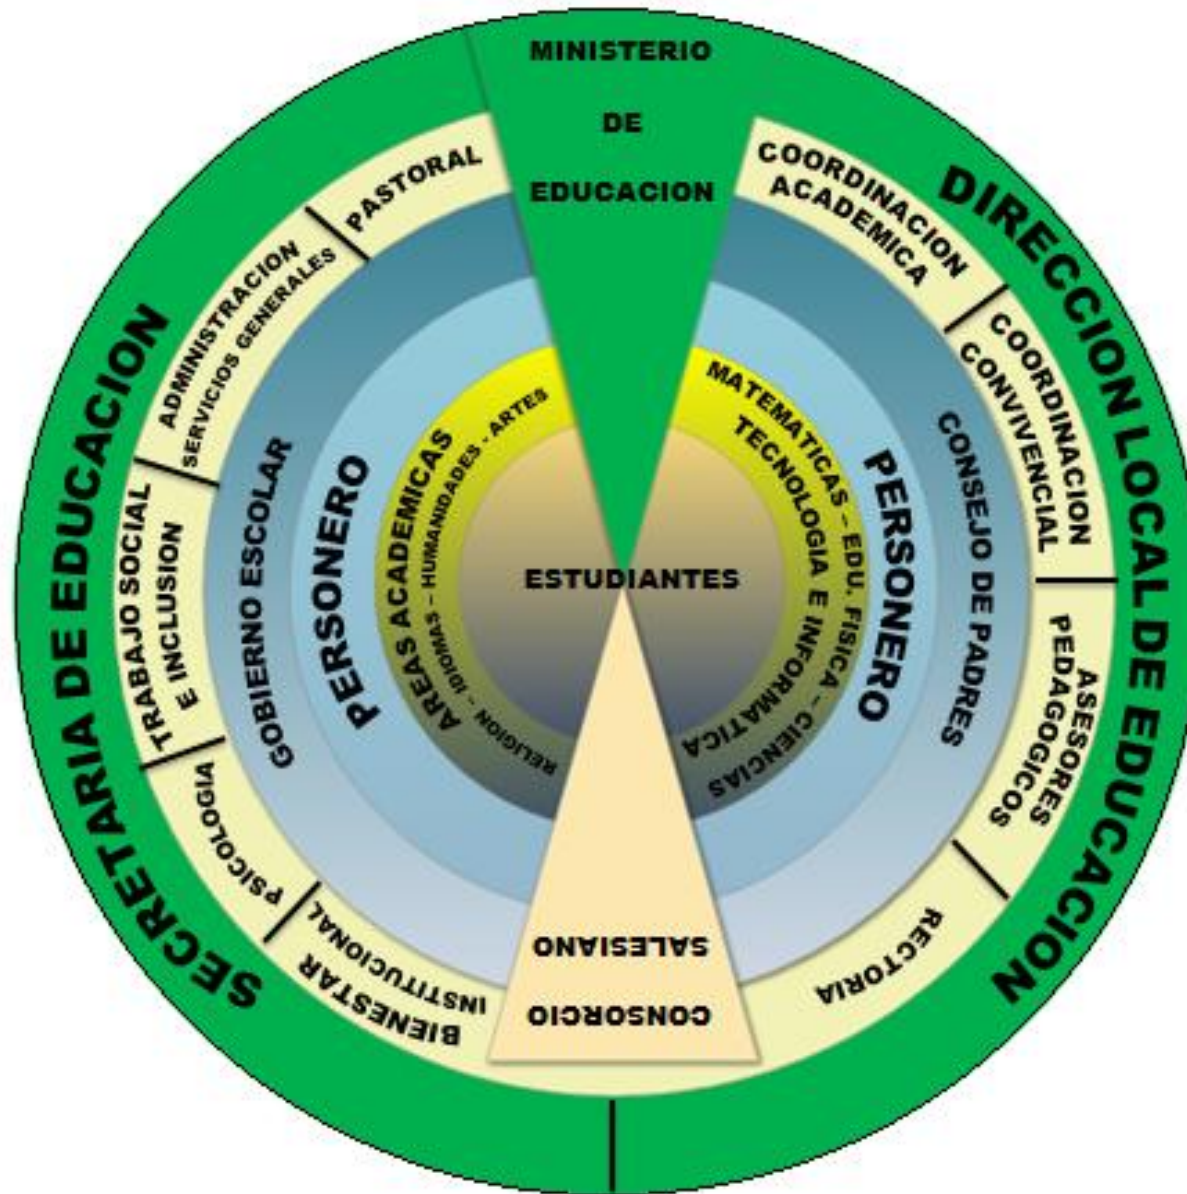 MINISTERIO
DE
EDUCACION
DIRECCION LOCAL DE EDUCACION
SECRETARIA DE EDUCACION
COORDINACION
ACADEMICA
COORDINACION
CONVIVENCIAL
ASESORES
PEDAGOGICOS
RECTORIA
BIENESTAR
INSTITUCIONAL
PSICOLOGIA
TRABAJO SOCIAL
E INCLUSION
ADMINISTRACION
SERVICIOS GENERALES
PASTORAL
CONSEJO DE PADRES
GOBIERNO ESCOLAR
PERSONERO
PERSONERO
MATEMATICAS – EDU. FISICA – CIENCIAS
TECNOLOGIA E INFORMATICA
AREAS ACADEMICAS
RELIGION – IDIOMAS – HUMANIDADES - ARTES
ESTUDIANTES
CONSORCIO
SALESIANO